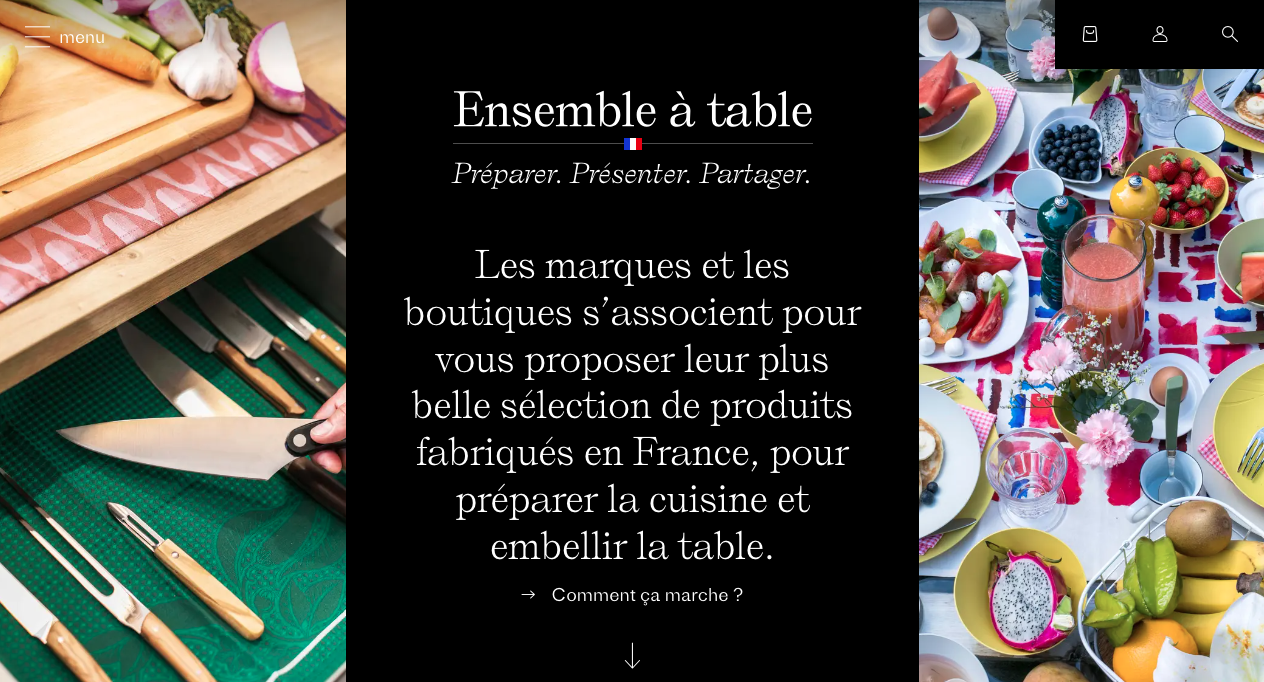 menu
Ensemble à table
Préparer. Présenter. Partager.
Les marques et les
boutiques s’associent pour
vous proposer leur plus
belle sélection de produits
fabriqués en France, pour
préparer la cuisine et
embellir la table.
→ Comment ça marche ?